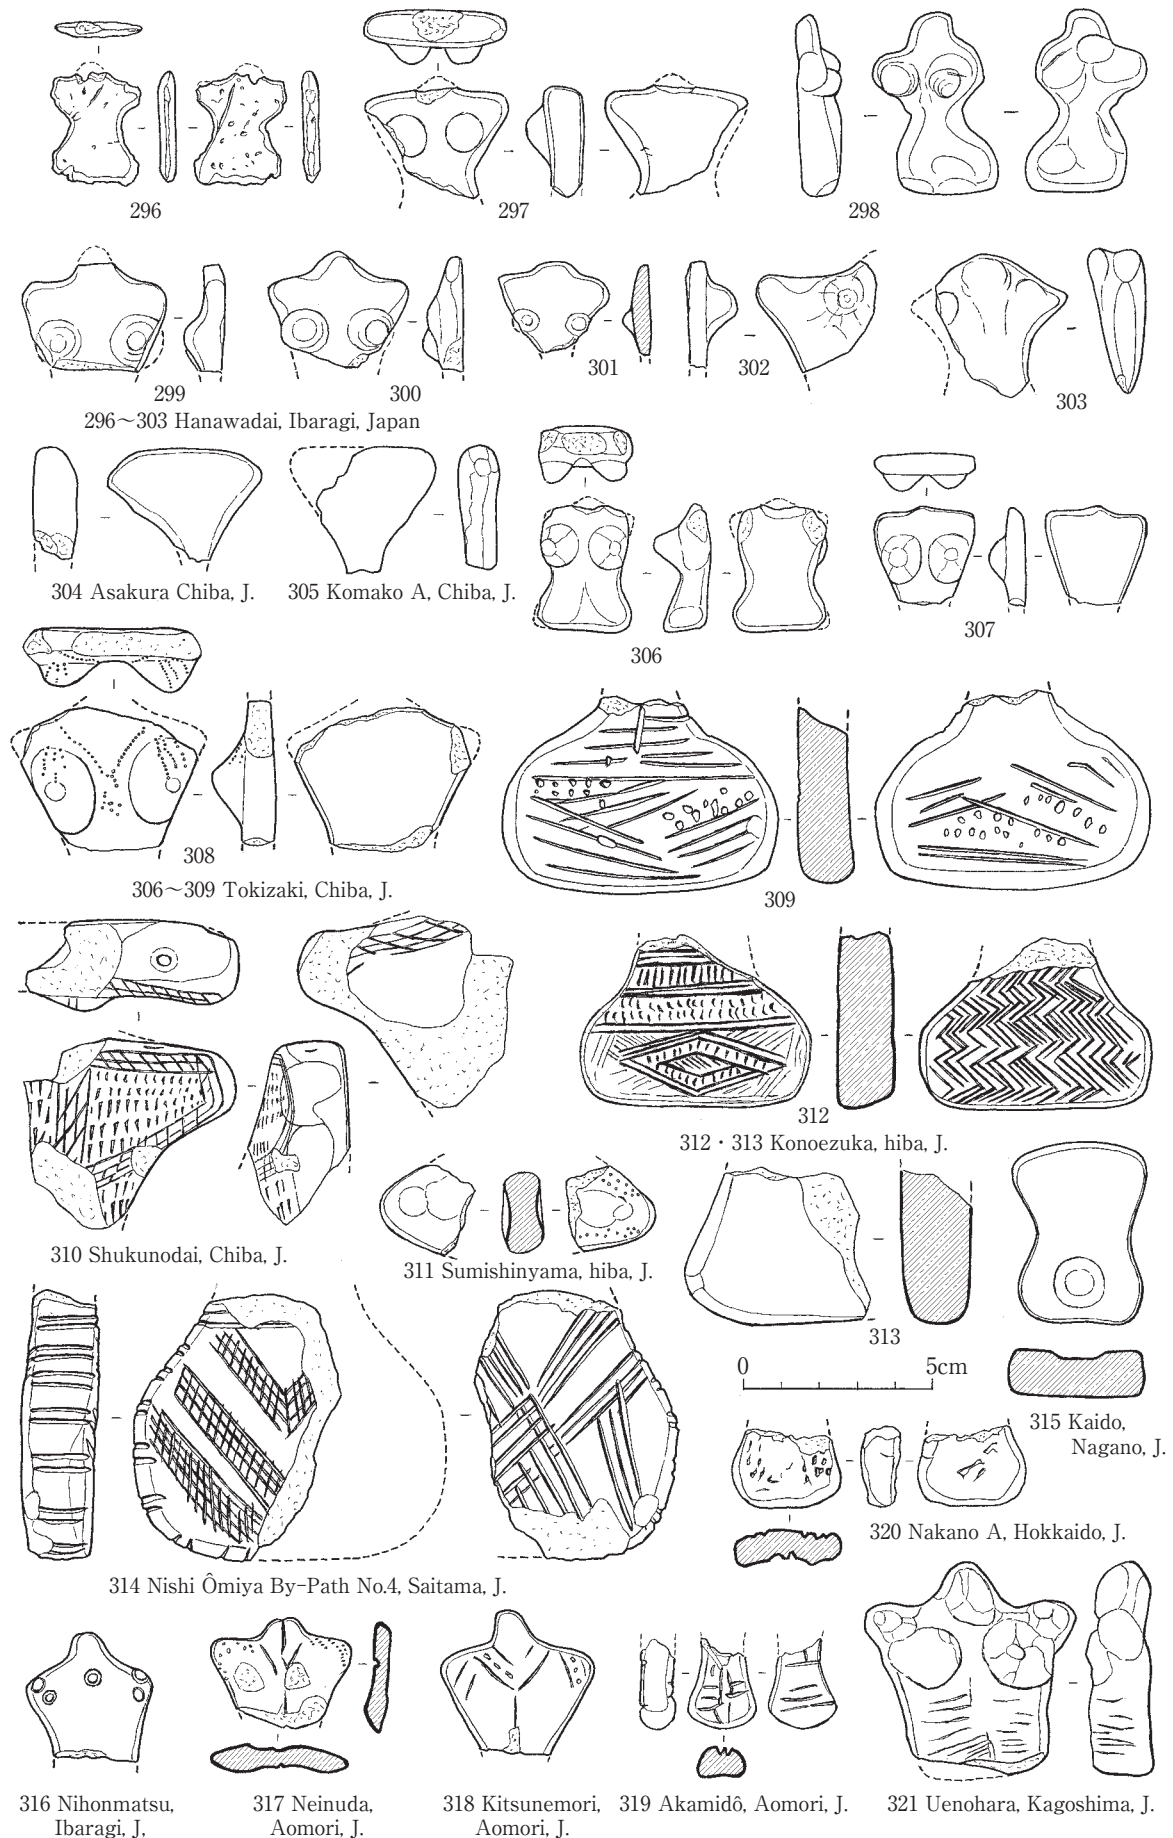 296
297
298
299
300
301
302
303
296～303 Hanawadai, Ibaragi, Japan
304 Asakura Chiba, J.
305 Komako A, Chiba, J.
306
307
308
306～309 Tokizaki, Chiba, J.
309
310 Shukunodai, Chiba, J.
311 Sumishinyama, hiba, J.
312
312・313 Konoezuka, hiba, J.
313
0 5cm
314 Nishi Ômiya By-Path No.4, Saitama, J.
315 Kaido,
Nagano, J.
320 Nakano A, Hokkaido, J.
316 Nihonmatsu,
Ibaragi, J,
317 Neinuda,
Aomori, J.
318 Kitsunemori,
Aomori, J.
319 Akamidô, Aomori, J.
321 Uenohara, Kagoshima, J.